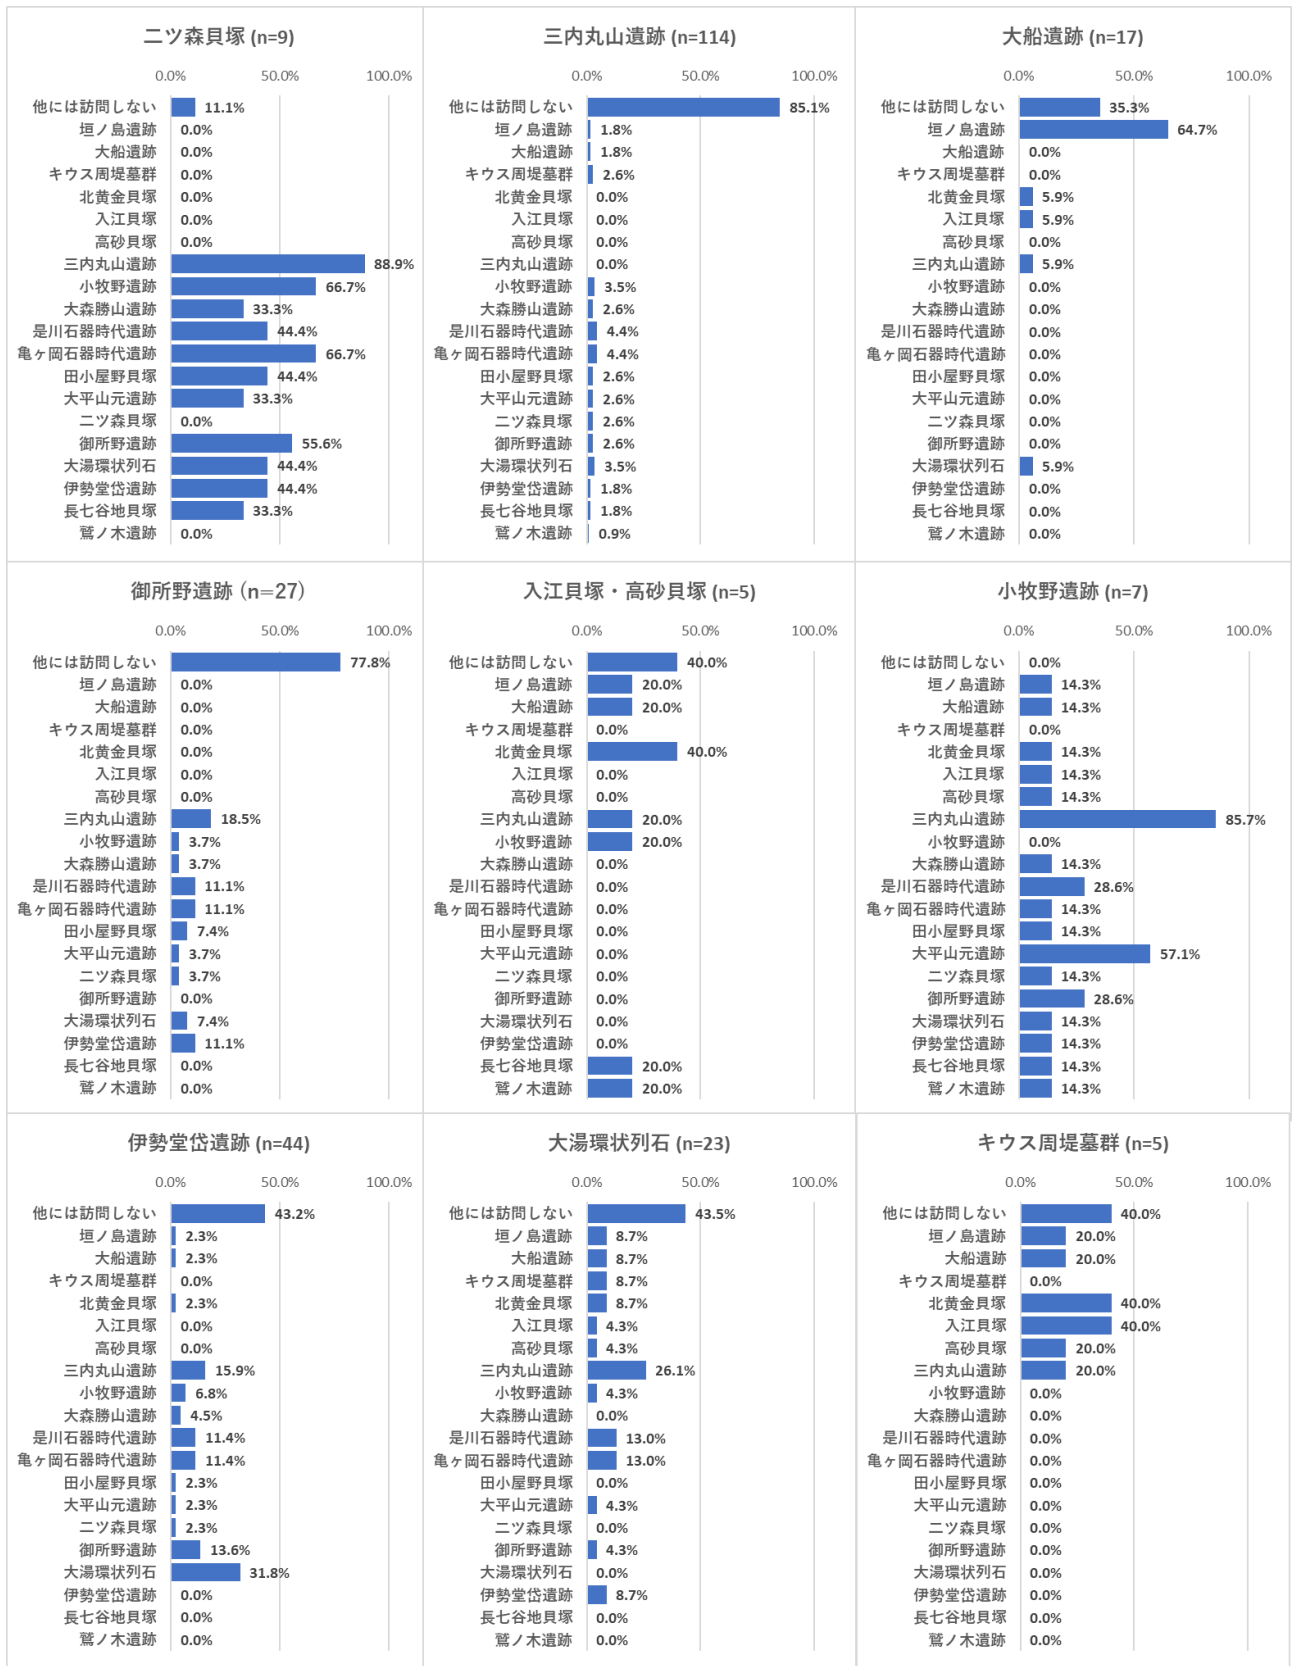 二ツ森貝塚 (n=9)
0.0% 50.0% 100.0%
他には訪問しない 11.1%
垣ノ島遺跡 0.0%
大船遺跡 0.0%
キウス周堤墓群 0.0%
北黄金貝塚 0.0%
入江貝塚 0.0%
高砂貝塚 0.0%
三内丸山遺跡 88.9%
小牧野遺跡 66.7%
大森勝山遺跡 33.3%
是川石器時代遺跡 44.4%
亀ヶ岡石器時代遺跡 66.7%
田小屋野貝塚 44.4%
大平山元遺跡 33.3%
二ツ森貝塚 0.0%
御所野遺跡 55.6%
大湯環状列石 44.4%
伊勢堂岱遺跡 44.4%
長七谷地貝塚 33.3%
鷲ノ木遺跡 0.0%
三内丸山遺跡 (n=114)
0.0% 50.0% 100.0%
他には訪問しない 85.1%
垣ノ島遺跡 1.8%
大船遺跡 1.8%
キウス周堤墓群 2.6%
北黄金貝塚 0.0%
入江貝塚 0.0%
高砂貝塚 0.0%
三内丸山遺跡 0.0%
小牧野遺跡 3.5%
大森勝山遺跡 2.6%
是川石器時代遺跡 4.4%
亀ヶ岡石器時代遺跡 4.4%
田小屋野貝塚 2.6%
大平山元遺跡 2.6%
二ツ森貝塚 2.6%
御所野遺跡 2.6%
大湯環状列石 3.5%
伊勢堂岱遺跡 1.8%
長七谷地貝塚 1.8%
鷲ノ木遺跡 0.9%
大船遺跡 (n=17)
0.0% 50.0% 100.0%
他には訪問しない 35.3%
垣ノ島遺跡 64.7%
大船遺跡 0.0%
キウス周堤墓群 0.0%
北黄金貝塚 5.9%
入江貝塚 5.9%
高砂貝塚 0.0%
三内丸山遺跡 5.9%
小牧野遺跡 0.0%
大森勝山遺跡 0.0%
是川石器時代遺跡 0.0%
亀ヶ岡石器時代遺跡 0.0%
田小屋野貝塚 0.0%
大平山元遺跡 0.0%
二ツ森貝塚 0.0%
御所野遺跡 0.0%
大湯環状列石 5.9%
伊勢堂岱遺跡 0.0%
長七谷地貝塚 0.0%
鷲ノ木遺跡 0.0%
御所野遺跡（n=27）
0.0% 50.0% 100.0%
他には訪問しない 77.8%
垣ノ島遺跡 0.0%
大船遺跡 0.0%
キウス周堤墓群 0.0%
北黄金貝塚 0.0%
入江貝塚 0.0%
高砂貝塚 0.0%
三内丸山遺跡 18.5%
小牧野遺跡 3.7%
大森勝山遺跡 3.7%
是川石器時代遺跡 11.1%
亀ヶ岡石器時代遺跡 11.1%
田小屋野貝塚 7.4%
大平山元遺跡 3.7%
二ツ森貝塚 3.7%
御所野遺跡 0.0%
大湯環状列石 7.4%
伊勢堂岱遺跡 11.1%
長七谷地貝塚 0.0%
鷲ノ木遺跡 0.0%
入江貝塚・高砂貝塚 (n=5)
0.0% 50.0% 100.0%
他には訪問しない 40.0%
垣ノ島遺跡 20.0%
大船遺跡 20.0%
キウス周堤墓群 0.0%
北黄金貝塚 40.0%
入江貝塚 0.0%
高砂貝塚 0.0%
三内丸山遺跡 20.0%
小牧野遺跡 20.0%
大森勝山遺跡 0.0%
是川石器時代遺跡 0.0%
亀ヶ岡石器時代遺跡 0.0%
田小屋野貝塚 0.0%
大平山元遺跡 0.0%
二ツ森貝塚 0.0%
御所野遺跡 0.0%
大湯環状列石 0.0%
伊勢堂岱遺跡 0.0%
長七谷地貝塚 20.0%
鷲ノ木遺跡 20.0%
小牧野遺跡 (n=7)
0.0% 50.0% 100.0%
他には訪問しない 0.0%
垣ノ島遺跡 14.3%
大船遺跡 14.3%
キウス周堤墓群 0.0%
北黄金貝塚 14.3%
入江貝塚 14.3%
高砂貝塚 14.3%
三内丸山遺跡 85.7%
小牧野遺跡 0.0%
大森勝山遺跡 14.3%
是川石器時代遺跡 28.6%
亀ヶ岡石器時代遺跡 14.3%
田小屋野貝塚 14.3%
大平山元遺跡 57.1%
二ツ森貝塚 14.3%
御所野遺跡 28.6%
大湯環状列石 14.3%
伊勢堂岱遺跡 14.3%
長七谷地貝塚 14.3%
鷲ノ木遺跡 14.3%
伊勢堂岱遺跡 (n=44)
0.0% 50.0% 100.0%
他には訪問しない 43.2%
垣ノ島遺跡 2.3%
大船遺跡 2.3%
キウス周堤墓群 0.0%
北黄金貝塚 2.3%
入江貝塚 0.0%
高砂貝塚 0.0%
三内丸山遺跡 15.9%
小牧野遺跡 6.8%
大森勝山遺跡 4.5%
是川石器時代遺跡 11.4%
亀ヶ岡石器時代遺跡 11.4%
田小屋野貝塚 2.3%
大平山元遺跡 2.3%
二ツ森貝塚 2.3%
御所野遺跡 13.6%
大湯環状列石 31.8%
伊勢堂岱遺跡 0.0%
長七谷地貝塚 0.0%
鷲ノ木遺跡 0.0%
大湯環状列石 (n=23)
0.0% 50.0% 100.0%
他には訪問しない 43.5%
垣ノ島遺跡 8.7%
大船遺跡 8.7%
キウス周堤墓群 8.7%
北黄金貝塚 8.7%
入江貝塚 4.3%
高砂貝塚 4.3%
三内丸山遺跡 26.1%
小牧野遺跡 4.3%
大森勝山遺跡 0.0%
是川石器時代遺跡 13.0%
亀ヶ岡石器時代遺跡 13.0%
田小屋野貝塚 0.0%
大平山元遺跡 4.3%
二ツ森貝塚 0.0%
御所野遺跡 4.3%
大湯環状列石 0.0%
伊勢堂岱遺跡 8.7%
長七谷地貝塚 0.0%
鷲ノ木遺跡 0.0%
キウス周堤墓群 (n=5)
0.0% 50.0% 100.0%
他には訪問しない 40.0%
垣ノ島遺跡 20.0%
大船遺跡 20.0%
キウス周堤墓群 0.0%
北黄金貝塚 40.0%
入江貝塚 40.0%
高砂貝塚 20.0%
三内丸山遺跡 20.0%
小牧野遺跡 0.0%
大森勝山遺跡 0.0%
是川石器時代遺跡 0.0%
亀ヶ岡石器時代遺跡 0.0%
田小屋野貝塚 0.0%
大平山元遺跡 0.0%
二ツ森貝塚 0.0%
御所野遺跡 0.0%
大湯環状列石 0.0%
伊勢堂岱遺跡 0.0%
長七谷地貝塚 0.0%
鷲ノ木遺跡 0.0%